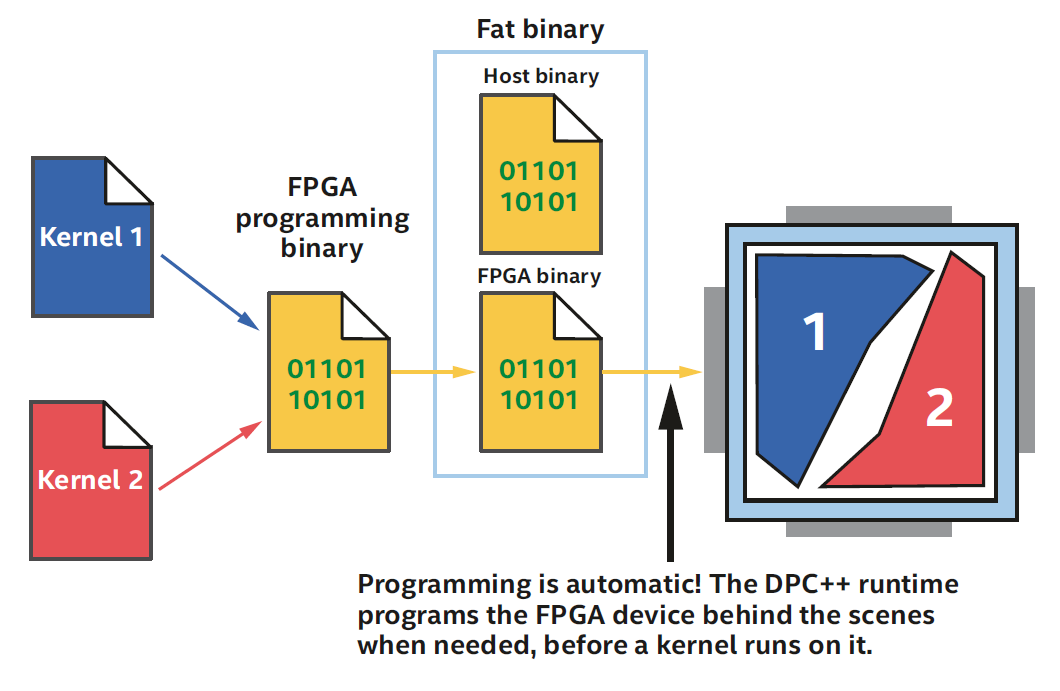 Fat binary
Host binary
01101
10101
Kernel 1
FPGA
programming
binary
FPGA binary
01101
10101
01101
10101
1
2
Kernel 2
Programming is automatic! The DPC++ runtime
programs the FPGA device behind the scenes
when needed, before a kernel runs on it.